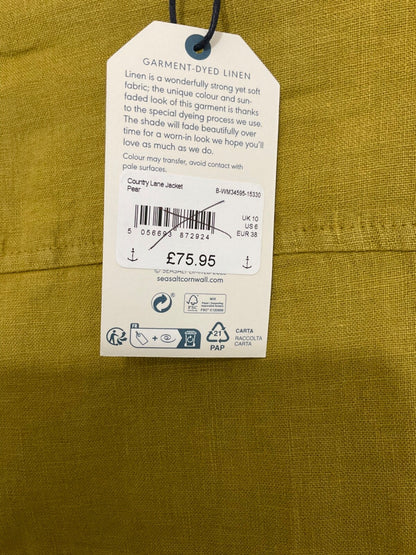 GARMENT-DYED LINEN
Linen is a wonderfully strong yet soft
fabric; the unique colour and sun-
faded look of this garment is thanks
to the special dyeing process we use.
The shade will fade beautifully over
time for a worn-in look we hope you'll
love as much as we do.
Colour may transfer, avoid contact with
pale surfaces.
Country Lane Jacket
Pear
B-WM34595-15330
UK 10
US 6
EUR 38
5 056693 872924
£75.95
seasaltcornwall.com
FSC
MIX
FR
21
PAP
CARTA
RACCOLTA
CARTA